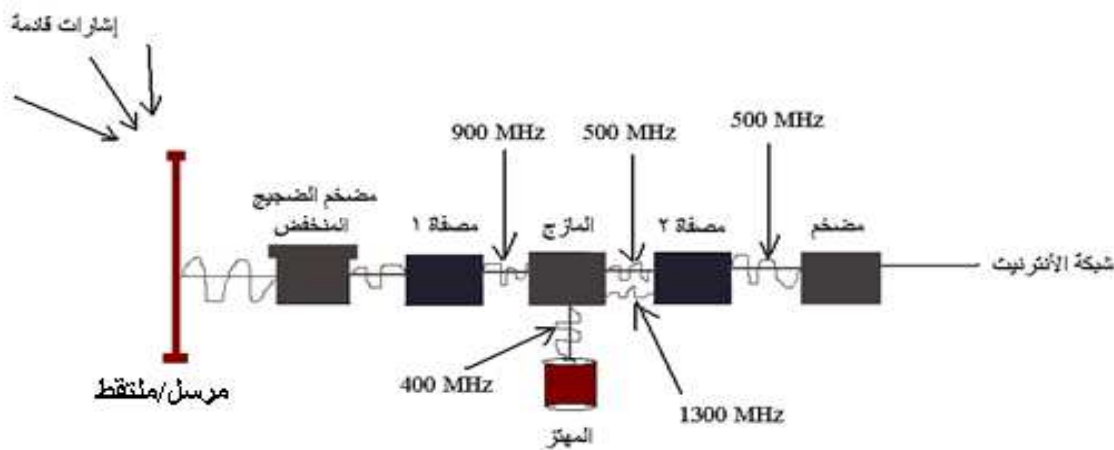 إشارات قادمة
900 MHz
500 MHz
500 MHz
مضخم الضجيج
المنخفض
مصفاة ١
المازج
مصفاة ٢
مضخم
شبكة الأنترنيت
مرسل/ملتقط
400 MHz
1300 MHz
المهتز